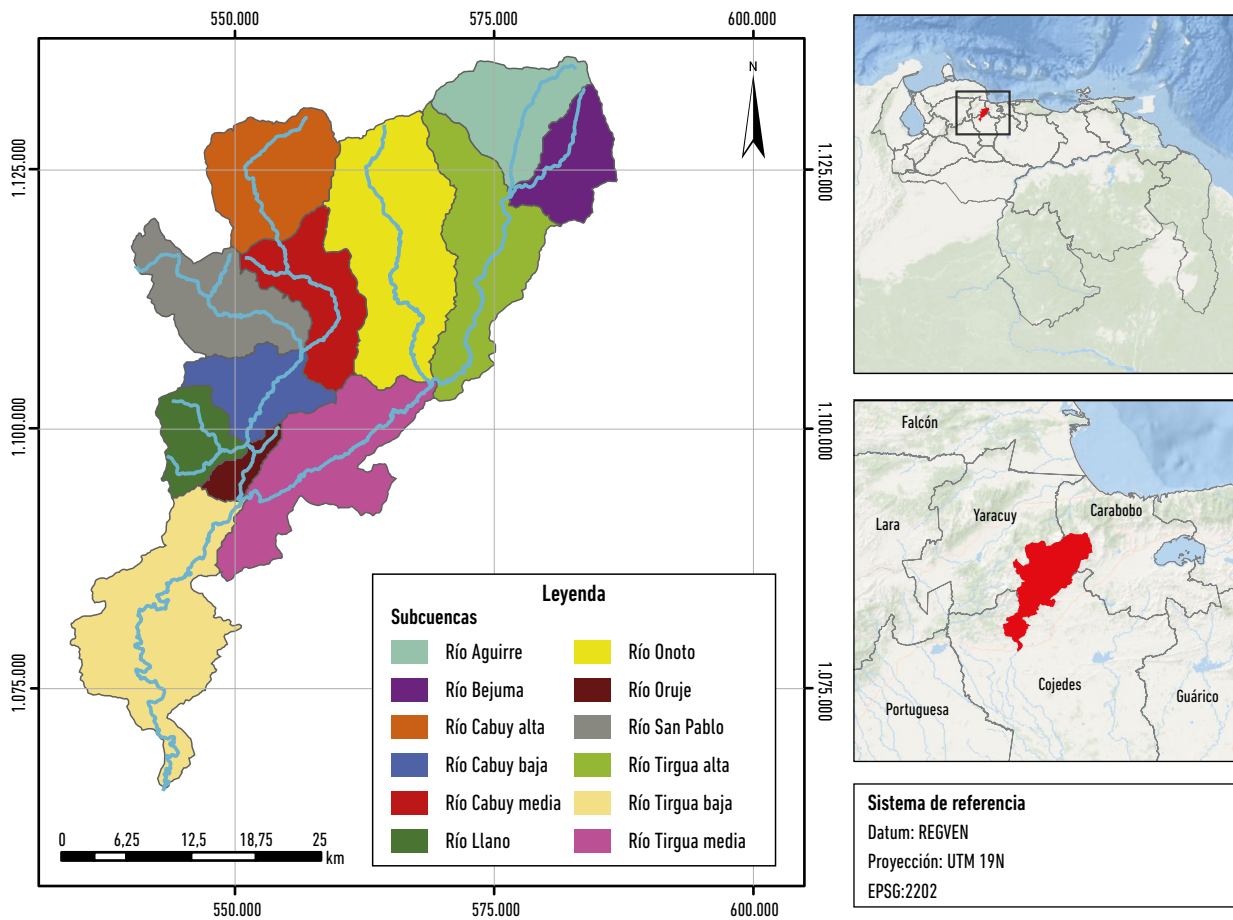 550.000
575.000
600.000
N
1.125.000
1.125.000
1.100.000
1.100.000
1.075.000
1.075.000
Leyenda
Subcuencas
Río Aguirre
Río Bejuma
Río Cabuy alta
Río Cabuy baja
Río Cabuy media
Río Llano
Río Onoto
Río Oruje
Río San Pablo
Río Tirgua alta
Río Tirgua baja
Río Tirgua media
0 6,25 12,5 18,75 25
km
550.000
575.000
600.000
Falcón
Lara
Yaracuy
Carabobo
Cojedes
Portuguesa
Guárico
Sistema de referencia
Datum: REGVEN
Proyección: UTM 19N
EPSG:2202